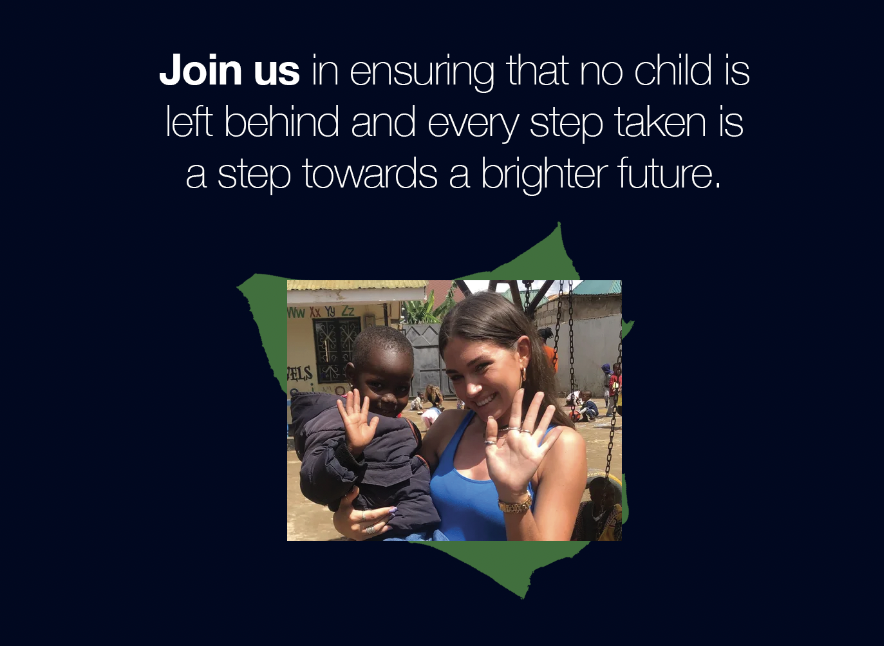 Join us in ensuring that no child is
left behind and every step taken is
a step towards a brighter future.
Ww Xx Yy Zz